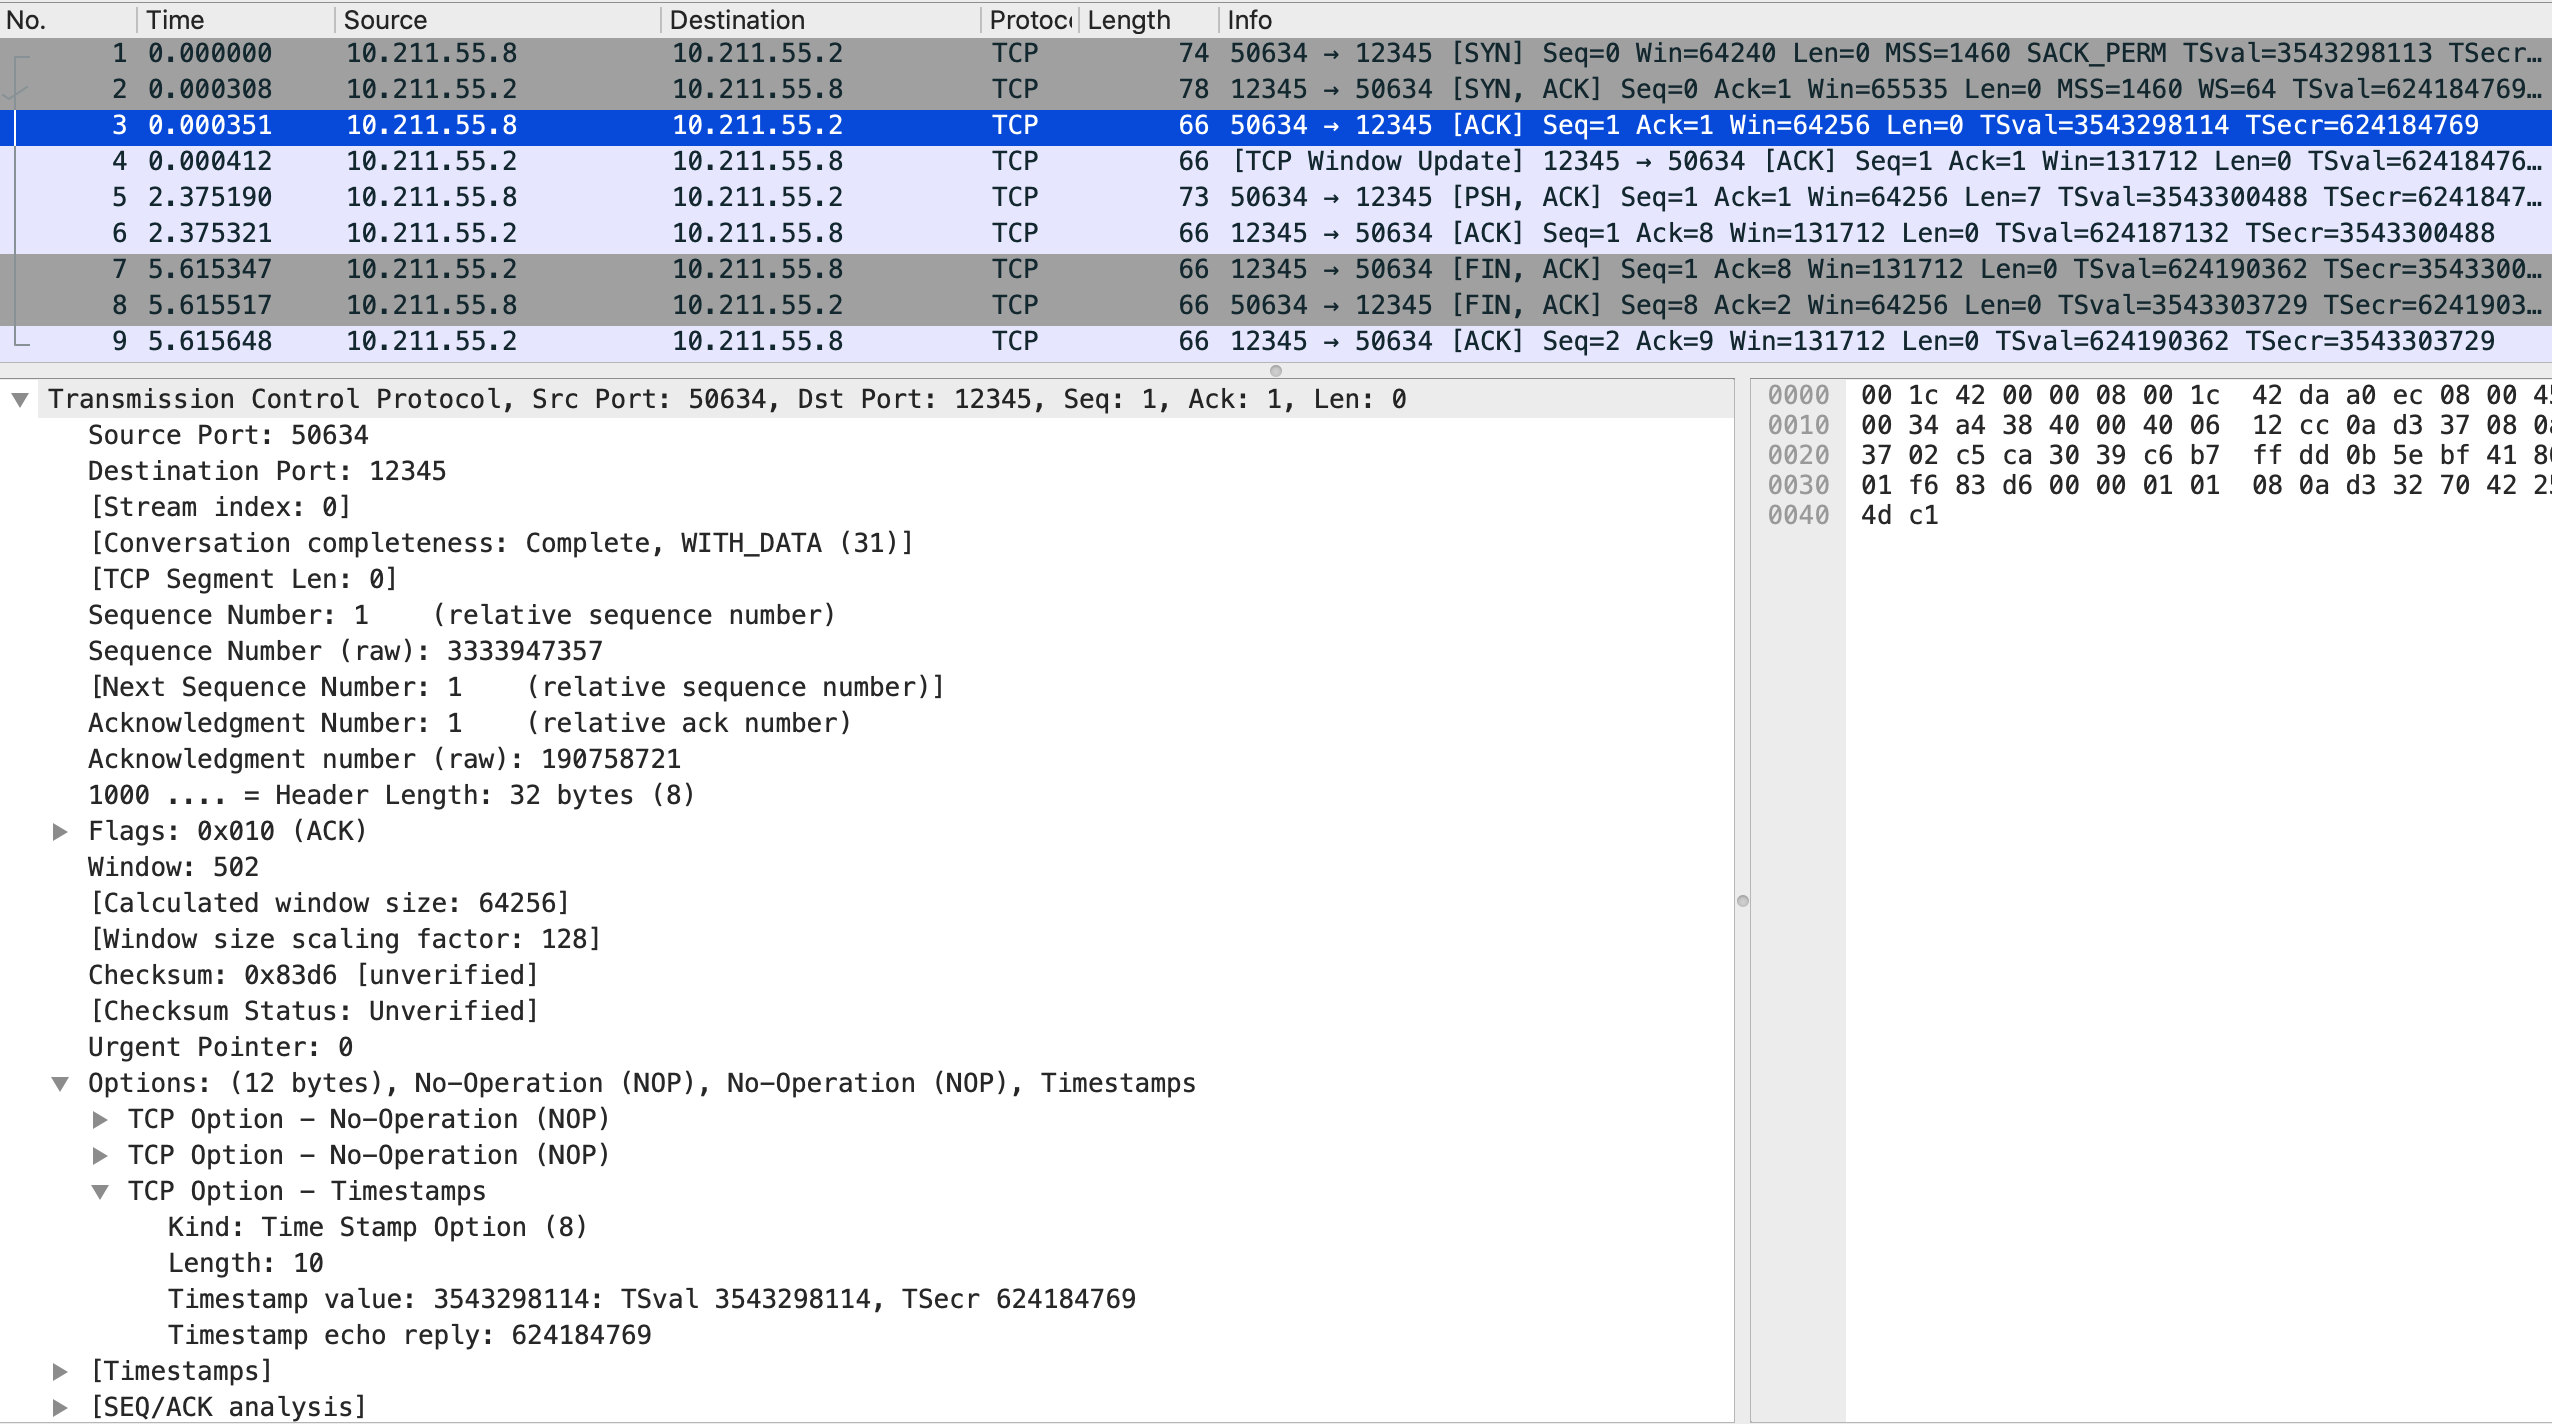 No. Time Source Destination Protoco Length Info
1 0.000000 10.211.55.8 10.211.55.2 TCP 74 50634 → 12345 [SYN] Seq=0 Win=64240 Len=0 MSS=1460 SACK_PERM TSval=3543298113 TSecr…
2 0.000308 10.211.55.2 10.211.55.8 TCP 78 12345 → 50634 [SYN, ACK] Seq=0 Ack=1 Win=65535 Len=0 MSS=1460 WS=64 TSval=624184769…
3 0.000351 10.211.55.8 10.211.55.2 TCP 66 50634 → 12345 [ACK] Seq=1 Ack=1 Win=64256 Len=0 TSval=3543298114 TSecr=624184769
4 0.000412 10.211.55.2 10.211.55.8 TCP 66 [TCP Window Update] 12345 → 50634 [ACK] Seq=1 Ack=1 Win=131712 Len=0 TSval=62418476…
5 2.375190 10.211.55.8 10.211.55.2 TCP 73 50634 → 12345 [PSH, ACK] Seq=1 Ack=1 Win=64256 Len=7 TSval=3543300488 TSecr=6241847…
6 2.375321 10.211.55.2 10.211.55.8 TCP 66 12345 → 50634 [ACK] Seq=1 Ack=8 Win=131712 Len=0 TSval=624187132 TSecr=3543300488
7 5.615347 10.211.55.2 10.211.55.8 TCP 66 12345 → 50634 [FIN, ACK] Seq=1 Ack=8 Win=131712 Len=0 TSval=624190362 TSecr=3543300…
8 5.615517 10.211.55.8 10.211.55.2 TCP 66 50634 → 12345 [FIN, ACK] Seq=8 Ack=2 Win=64256 Len=0 TSval=3543303729 TSecr=6241903…
9 5.615648 10.211.55.2 10.211.55.8 TCP 66 12345 → 50634 [ACK] Seq=2 Ack=9 Win=131712 Len=0 TSval=624190362 TSecr=3543303729
Transmission Control Protocol, Src Port: 50634, Dst Port: 12345, Seq: 1, Ack: 1, Len: 0
Source Port: 50634
Destination Port: 12345
[Stream index: 0]
[Conversation completeness: Complete, WITH_DATA (31)]
[TCP Segment Len: 0]
Sequence Number: 1    (relative sequence number)
Sequence Number (raw): 3333947357
[Next Sequence Number: 1    (relative sequence number)]
Acknowledgment Number: 1    (relative ack number)
Acknowledgment number (raw): 190758721
1000 .... = Header Length: 32 bytes (8)
Flags: 0x010 (ACK)
Window: 502
[Calculated window size: 64256]
[Window size scaling factor: 128]
Checksum: 0x83d6 [unverified]
[Checksum Status: Unverified]
Urgent Pointer: 0
Options: (12 bytes), No-Operation (NOP), No-Operation (NOP), Timestamps
TCP Option – No-Operation (NOP)
TCP Option – No-Operation (NOP)
TCP Option – Timestamps
Kind: Time Stamp Option (8)
Length: 10
Timestamp value: 3543298114: TSval 3543298114, TSecr 624184769
Timestamp echo reply: 624184769
[Timestamps]
[SEQ/ACK analysis]
0000 00 1c 42 00 00 08 00 1c 42 da a0 ec 08 00 45
0010 00 34 a4 38 40 00 40 06 12 cc 0a d3 37 08 0a
0020 37 02 c5 ca 30 39 c6 b7 ff dd 0b 5e bf 41 80
0030 01 f6 83 d6 00 00 01 01 08 0a d3 32 70 42 25
0040 4d c1